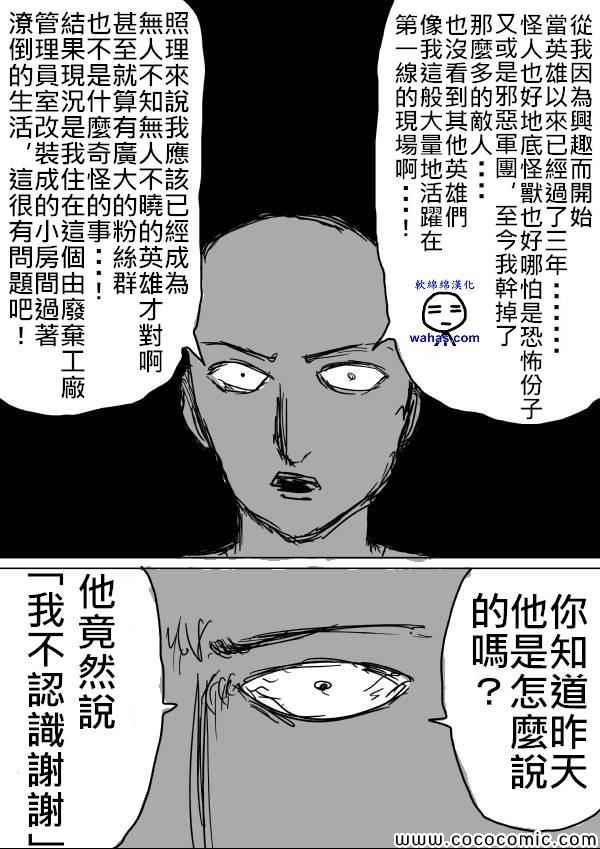 從我因為興趣而開始
當英雄以來已經過了三年‥‥‥‥
怪人也好地底怪獸也好哪怕是恐怖份子
又或是邪惡軍團，至今我幹掉了
那麼多的敵人‥‥
也沒看到其他英雄們
像我這般大量地活躍在
第一線的現場啊‥‥！
軟綿綿漢化
wahas.com
照理來說我應該已經成為
無人不知無人不曉的英雄才對啊
甚至就算有廣大的粉絲群
也不是什麼奇怪的事‥‥！
結果現況是我住在這個由廢棄工廠
管理員室改裝成的小房間過著
潦倒的生活，這很有問題吧！
你知道昨天
他是怎麼說
的嗎？
他竟然說
「我不認識謝謝」
www.cococomic.com